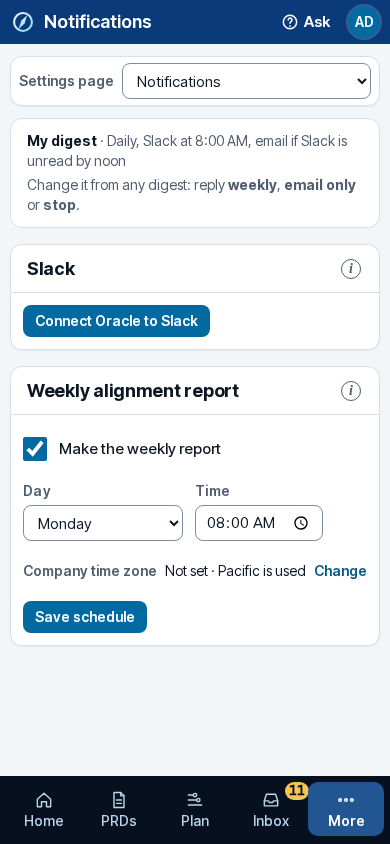 Notifications
Ask
AD
Settings page
Notifications
My digest · Daily, Slack at 8:00 AM, email if Slack is
unread by noon
Change it from any digest: reply weekly, email only
or stop.
Slack
i
Connect Oracle to Slack
Weekly alignment report
i
Make the weekly report
Day
Time
Monday
08:00 AM
Company time zone Not set · Pacific is used Change
Save schedule
11
Home
PRDs
Plan
Inbox
More